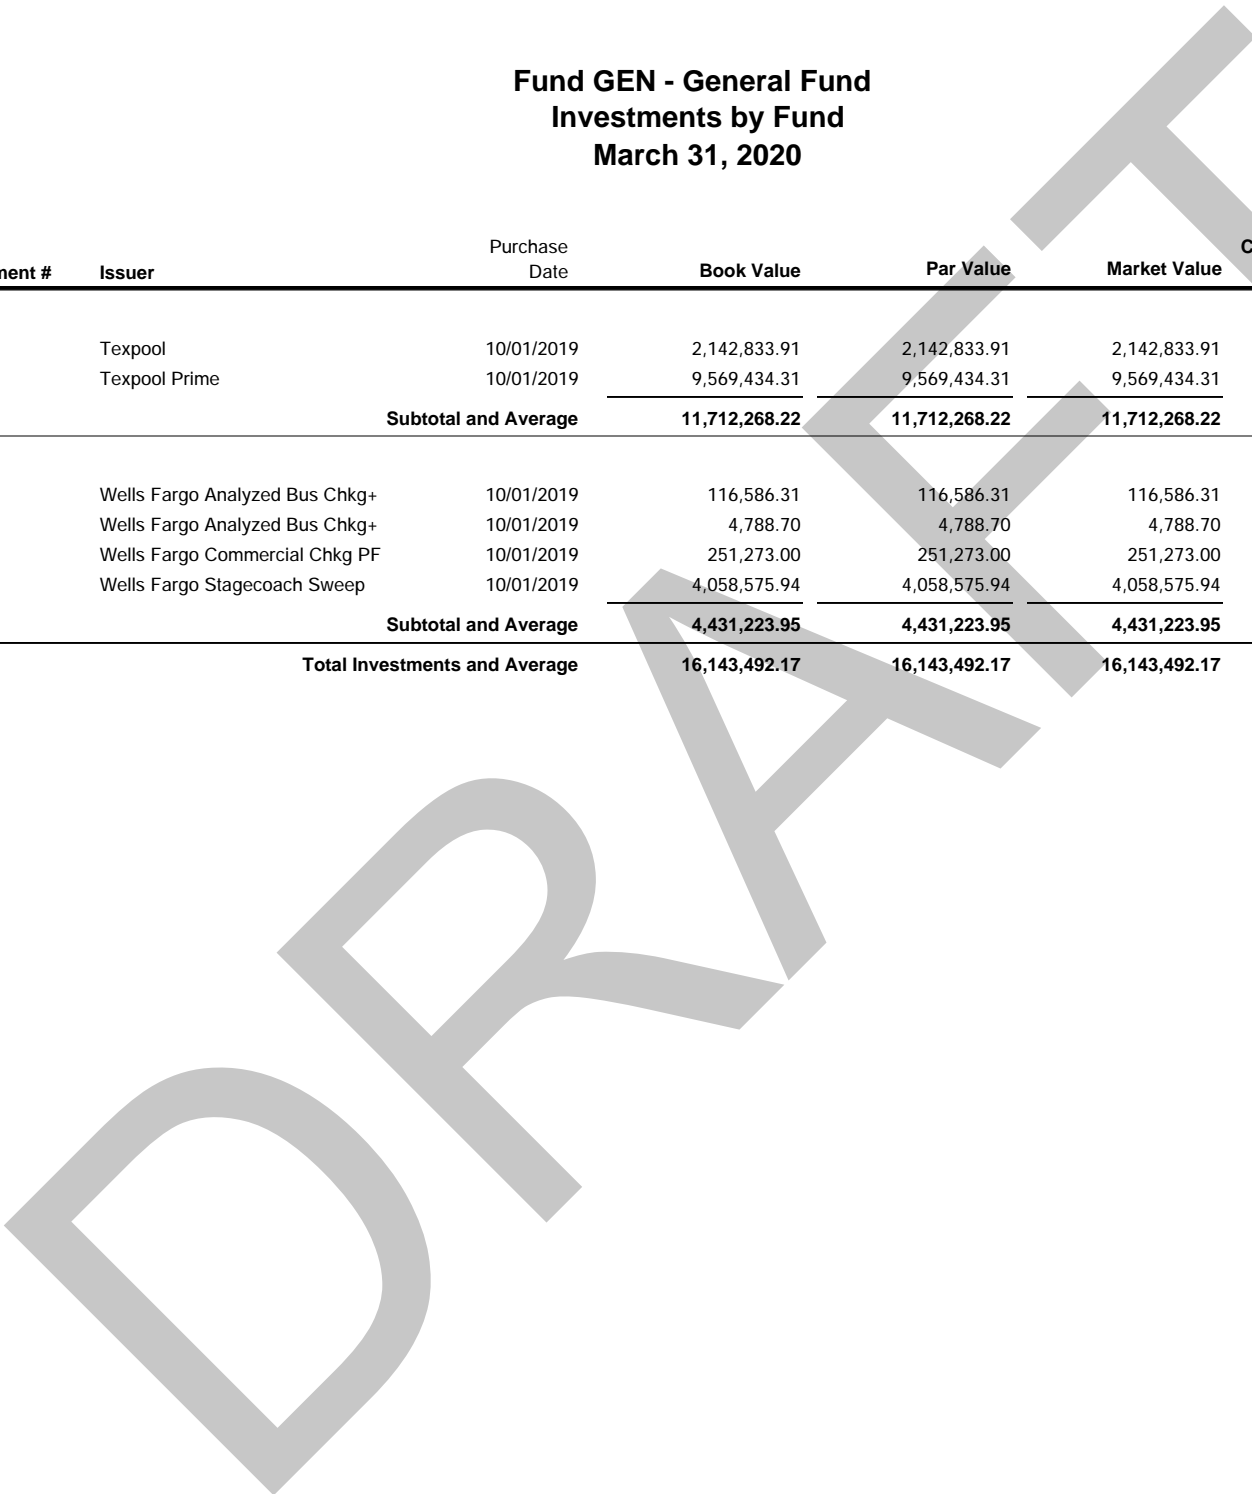 Fund GEN - General Fund
Investments by Fund
March 31, 2020
Purchase C
ment # Issuer Date Book Value Par Value Market Value
Texpool 10/01/2019 2,142,833.91 2,142,833.91 2,142,833.91
Texpool Prime 10/01/2019 9,569,434.31 9,569,434.31 9,569,434.31
Subtotal and Average 11,712,268.22 11,712,268.22 11,712,268.22
Wells Fargo Analyzed Bus Chkg+ 10/01/2019 116,586.31 116,586.31 116,586.31
Wells Fargo Analyzed Bus Chkg+ 10/01/2019 4,788.70 4,788.70 4,788.70
Wells Fargo Commercial Chkg PF 10/01/2019 251,273.00 251,273.00 251,273.00
Wells Fargo Stagecoach Sweep 10/01/2019 4,058,575.94 4,058,575.94 4,058,575.94
Subtotal and Average 4,431,223.95 4,431,223.95 4,431,223.95
Total Investments and Average 16,143,492.17 16,143,492.17 16,143,492.17
DRAFT